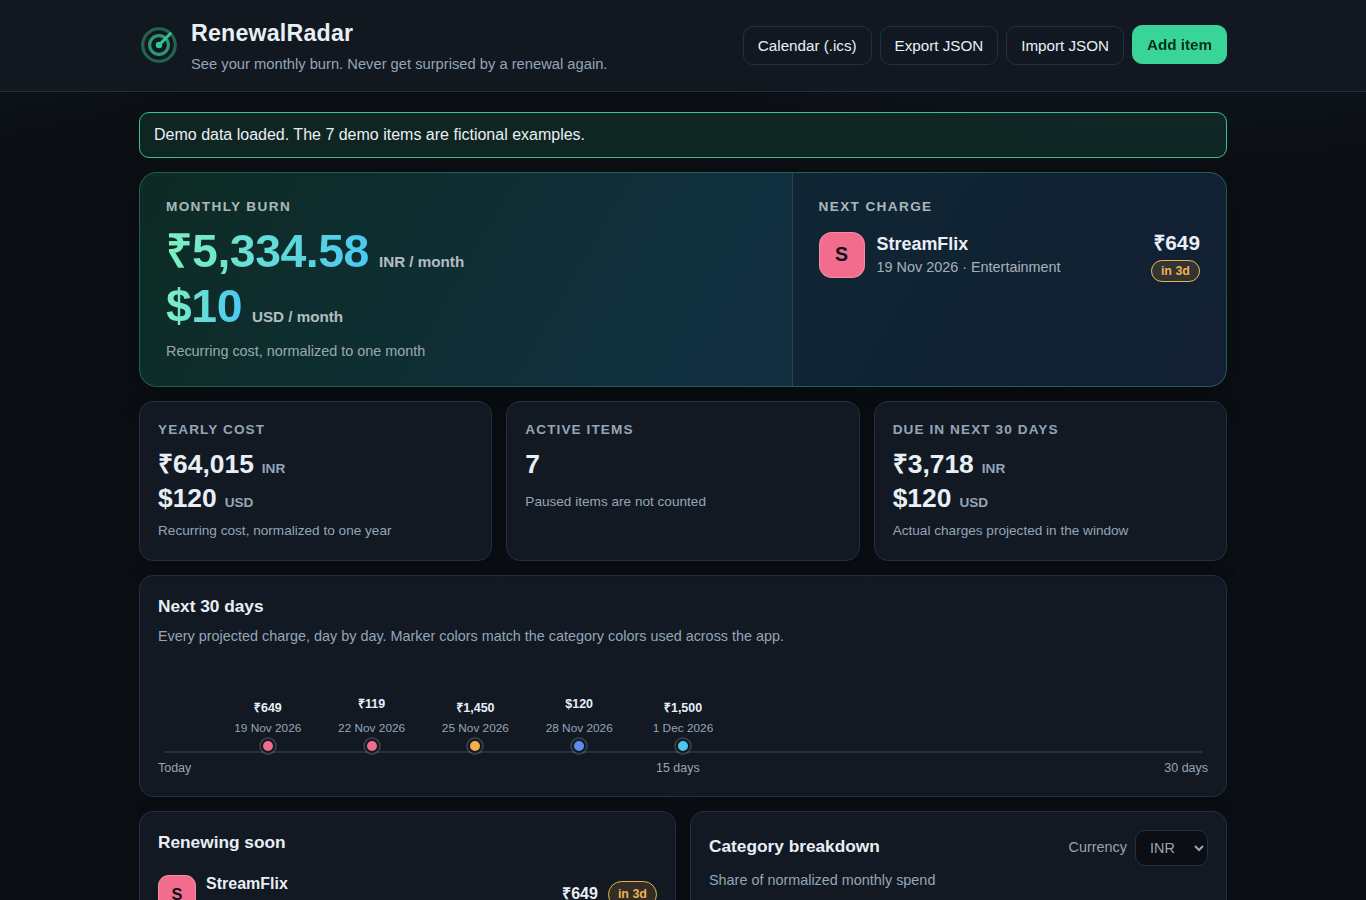 RenewalRadar
See your monthly burn. Never get surprised by a renewal again.
Calendar (.ics)
Export JSON
Import JSON
Add item
Demo data loaded. The 7 demo items are fictional examples.
MONTHLY BURN
₹5,334.58 INR / month
$10 USD / month
Recurring cost, normalized to one month
NEXT CHARGE
S
StreamFlix
19 Nov 2026 · Entertainment
₹649
in 3d
YEARLY COST
₹64,015 INR
$120 USD
Recurring cost, normalized to one year
ACTIVE ITEMS
7
Paused items are not counted
DUE IN NEXT 30 DAYS
₹3,718 INR
$120 USD
Actual charges projected in the window
Next 30 days
Every projected charge, day by day. Marker colors match the category colors used across the app.
₹649
19 Nov 2026
₹119
22 Nov 2026
₹1,450
25 Nov 2026
$120
28 Nov 2026
₹1,500
1 Dec 2026
Today
15 days
30 days
Renewing soon
S
StreamFlix
₹649
in 3d
Category breakdown
Currency
INR
Share of normalized monthly spend